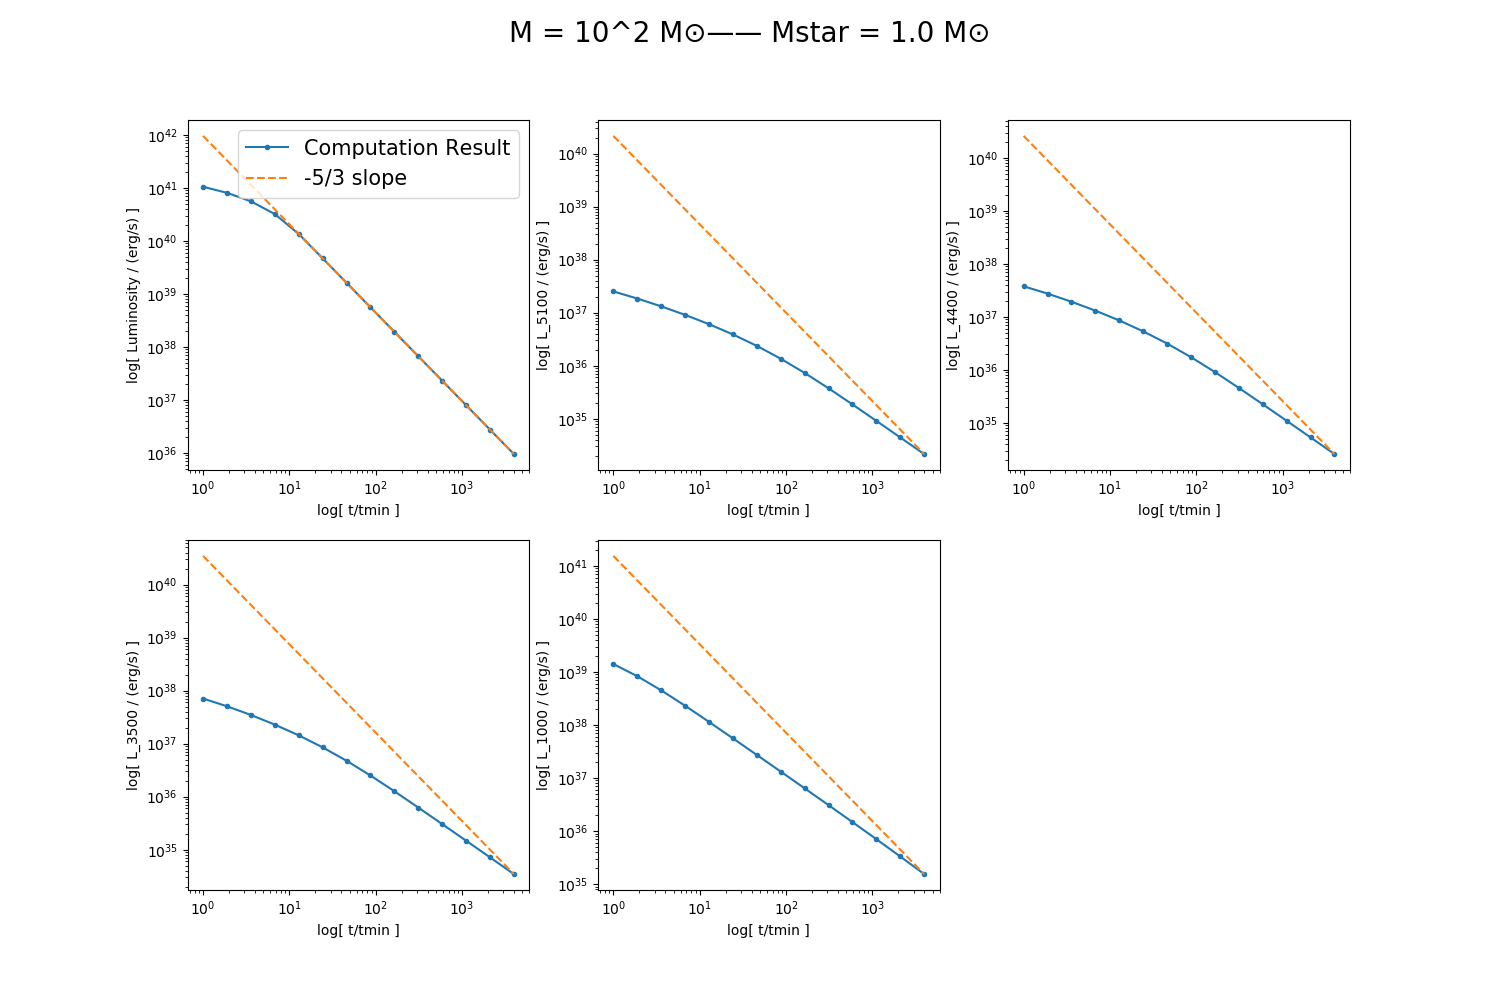 M = 10^2 M⊙—— Mstar = 1.0 M⊙
Computation Result
-5/3 slope
10^42
10^41
10^40
10^39
10^38
10^37
10^36
log[ Luminosity / (erg/s) ]
10^0 10^1 10^2 10^3
log[ t/tmin ]
10^40
10^39
10^38
10^37
10^36
10^35
log[ L_5100 / (erg/s) ]
10^0 10^1 10^2 10^3
log[ t/tmin ]
10^40
10^39
10^38
10^37
10^36
10^35
log[ L_4400 / (erg/s) ]
10^0 10^1 10^2 10^3
log[ t/tmin ]
10^40
10^39
10^38
10^37
10^36
10^35
log[ L_3500 / (erg/s) ]
10^0 10^1 10^2 10^3
log[ t/tmin ]
10^41
10^40
10^39
10^38
10^37
10^36
10^35
log[ L_1000 / (erg/s) ]
10^0 10^1 10^2 10^3
log[ t/tmin ]